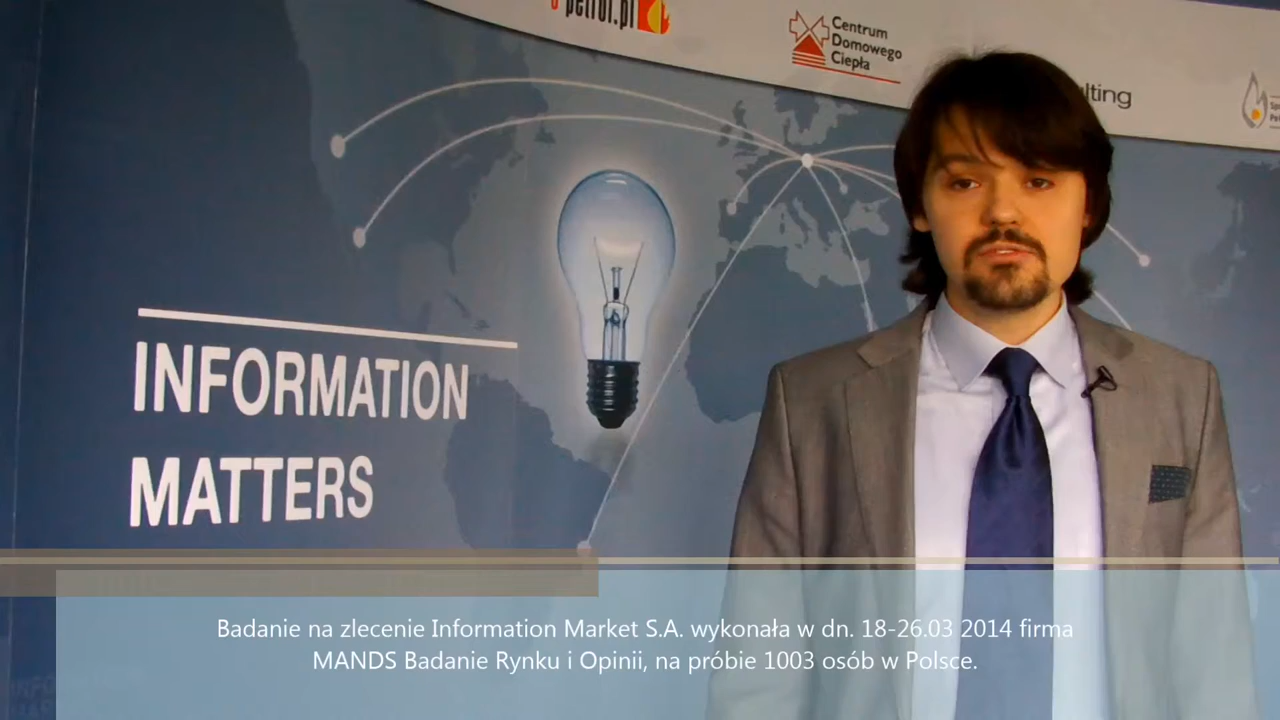 petrol.pl
Centrum
Domowego
Ciepła
INFORMATION
MATTERS
Badanie na zlecenie Information Market S.A. wykonała w dn. 18-26.03 2014 firma
MANDS Badanie Rynku i Opinii, na próbie 1003 osób w Polsce.